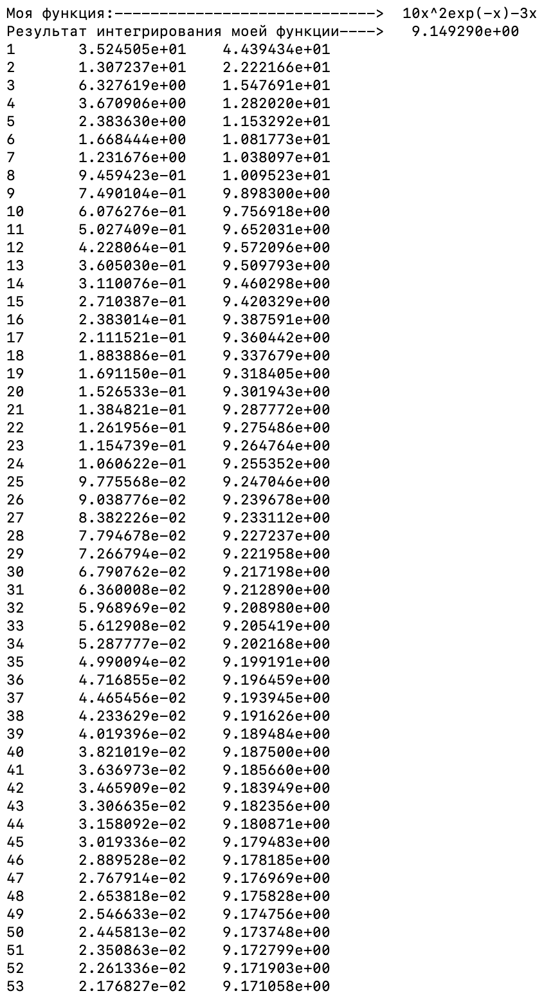 Моя функция:-----------------------------> 10x^2exp(-x)-3x
Результат интегрирования моей функции----> 9.149290e+00
1 3.524505e+01 4.439434e+01
2 1.307237e+01 2.222166e+01
3 6.327619e+00 1.547691e+01
4 3.670906e+00 1.282020e+01
5 2.383630e+00 1.153292e+01
6 1.668444e+00 1.081773e+01
7 1.231676e+00 1.038097e+01
8 9.459423e-01 1.009523e+01
9 7.490104e-01 9.898300e+00
10 6.076276e-01 9.756918e+00
11 5.027409e-01 9.652031e+00
12 4.228064e-01 9.572096e+00
13 3.605030e-01 9.509793e+00
14 3.110076e-01 9.460298e+00
15 2.710387e-01 9.420329e+00
16 2.383014e-01 9.387591e+00
17 2.111521e-01 9.360442e+00
18 1.883886e-01 9.337679e+00
19 1.691150e-01 9.318405e+00
20 1.526533e-01 9.301943e+00
21 1.384821e-01 9.287772e+00
22 1.261956e-01 9.275486e+00
23 1.154739e-01 9.264764e+00
24 1.060622e-01 9.255352e+00
25 9.775568e-02 9.247046e+00
26 9.038776e-02 9.239678e+00
27 8.382226e-02 9.233112e+00
28 7.794678e-02 9.227237e+00
29 7.266794e-02 9.221958e+00
30 6.790762e-02 9.217198e+00
31 6.360008e-02 9.212890e+00
32 5.968969e-02 9.208980e+00
33 5.612908e-02 9.205419e+00
34 5.287777e-02 9.202168e+00
35 4.990094e-02 9.199191e+00
36 4.716855e-02 9.196459e+00
37 4.465456e-02 9.193945e+00
38 4.233629e-02 9.191626e+00
39 4.019396e-02 9.189484e+00
40 3.821019e-02 9.187500e+00
41 3.636973e-02 9.185660e+00
42 3.465909e-02 9.183949e+00
43 3.306635e-02 9.182356e+00
44 3.158092e-02 9.180871e+00
45 3.019336e-02 9.179483e+00
46 2.889528e-02 9.178185e+00
47 2.767914e-02 9.176969e+00
48 2.653818e-02 9.175828e+00
49 2.546633e-02 9.174756e+00
50 2.445813e-02 9.173748e+00
51 2.350863e-02 9.172799e+00
52 2.261336e-02 9.171903e+00
53 2.176827e-02 9.171058e+00